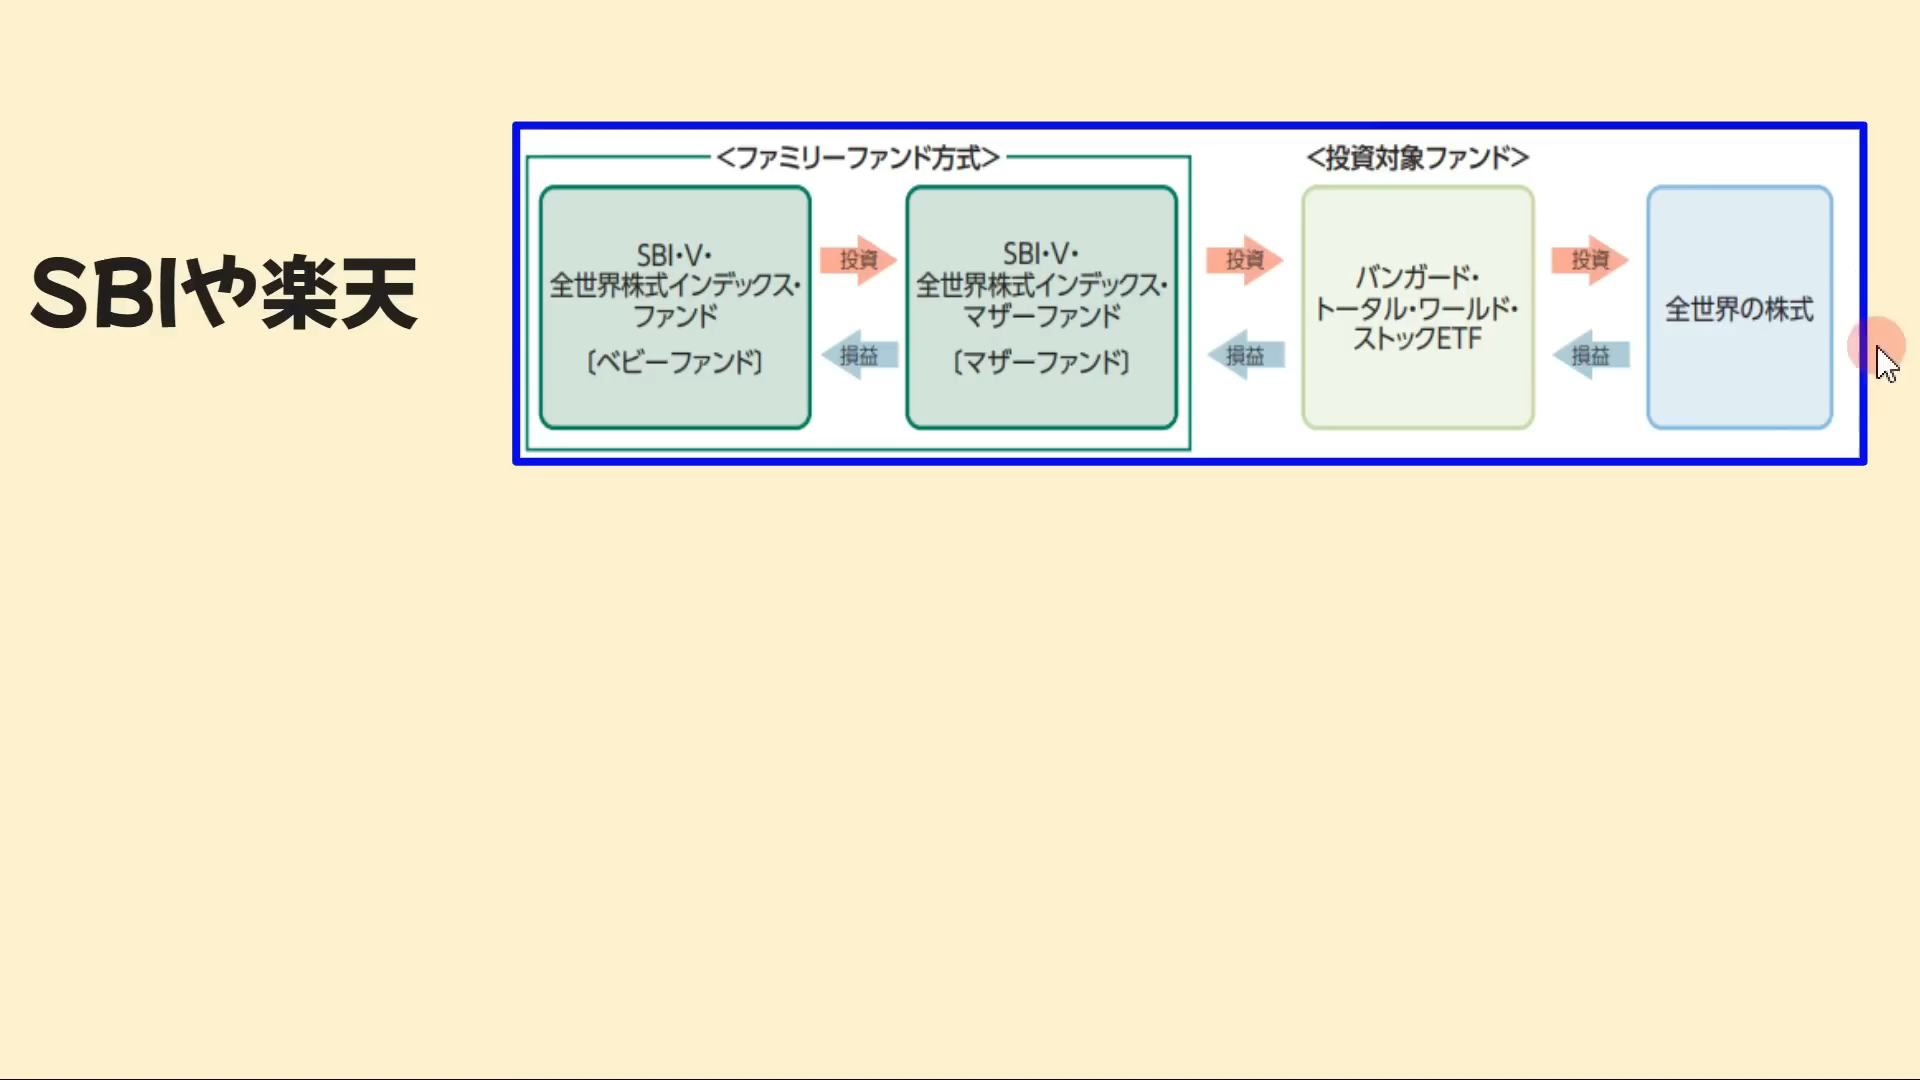 SBIや楽天
<ファミリーファンド方式>
SBI・V・
全世界株式インデックス・
ファンド
〔ベビーファンド〕
投資
損益
SBI・V・
全世界株式インデックス・
マザーファンド
〔マザーファンド〕
投資
損益
<投資対象ファンド>
バンガード・
トータル・ワールド・
ストックETF
投資
損益
全世界の株式